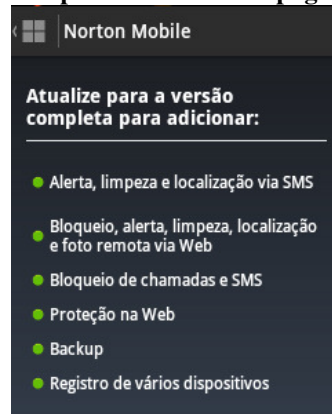 Norton Mobile
Atualize para a versão
completa para adicionar:
Alerta, limpeza e localização via SMS
Bloqueio, alerta, limpeza, localização
e foto remota via Web
Bloqueio de chamadas e SMS
Proteção na Web
Backup
Registro de vários dispositivos